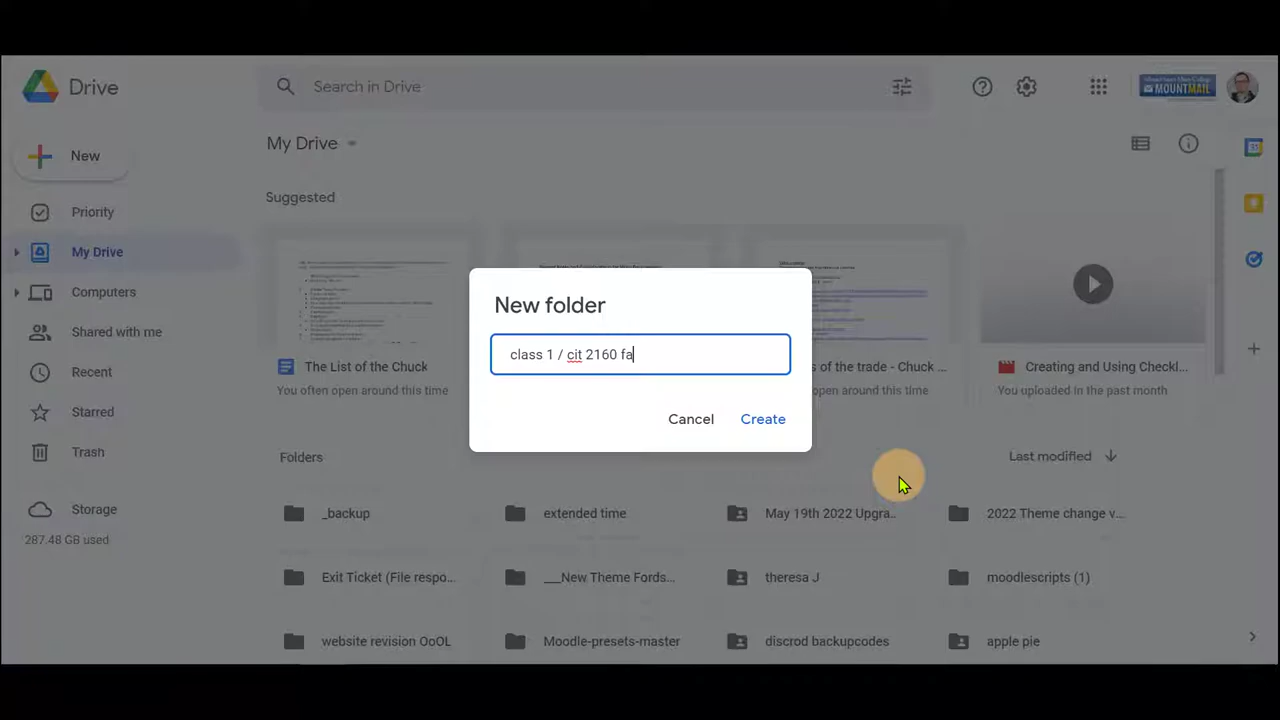 Drive
Search in Drive
MOUNTMAIL
New
My Drive
Suggested
Priority
My Drive
Computers
Shared with me
Recent
Starred
Trash
Storage
287.48 GB used
New folder
class 1 / cit 2160 fa
Cancel
Create
The List of the Chuck
You often open around this time
s of the trade - Chuck ...
open around this time
Creating and Using Checkl...
You uploaded in the past month
Folders
Last modified
_backup
extended time
May 19th 2022 Upgra...
2022 Theme change v...
Exit Ticket (File respo...
___New Theme Fords...
theresa J
moodlescripts (1)
website revision OoOL
Moodle-presets-master
discrod backupcodes
apple pie